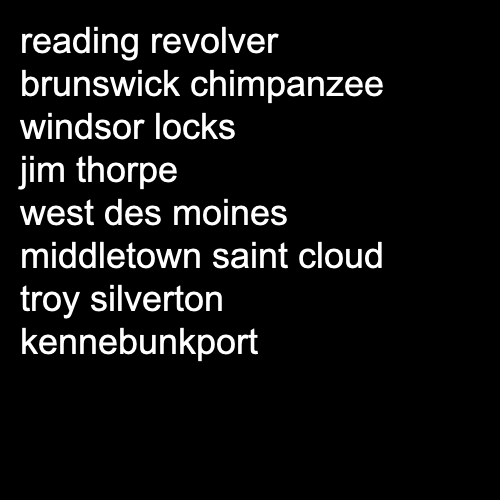 reading revolver
brunswick chimpanzee
windsor locks
jim thorpe
west des moines
middletown saint cloud
troy silverton
kennebunkport